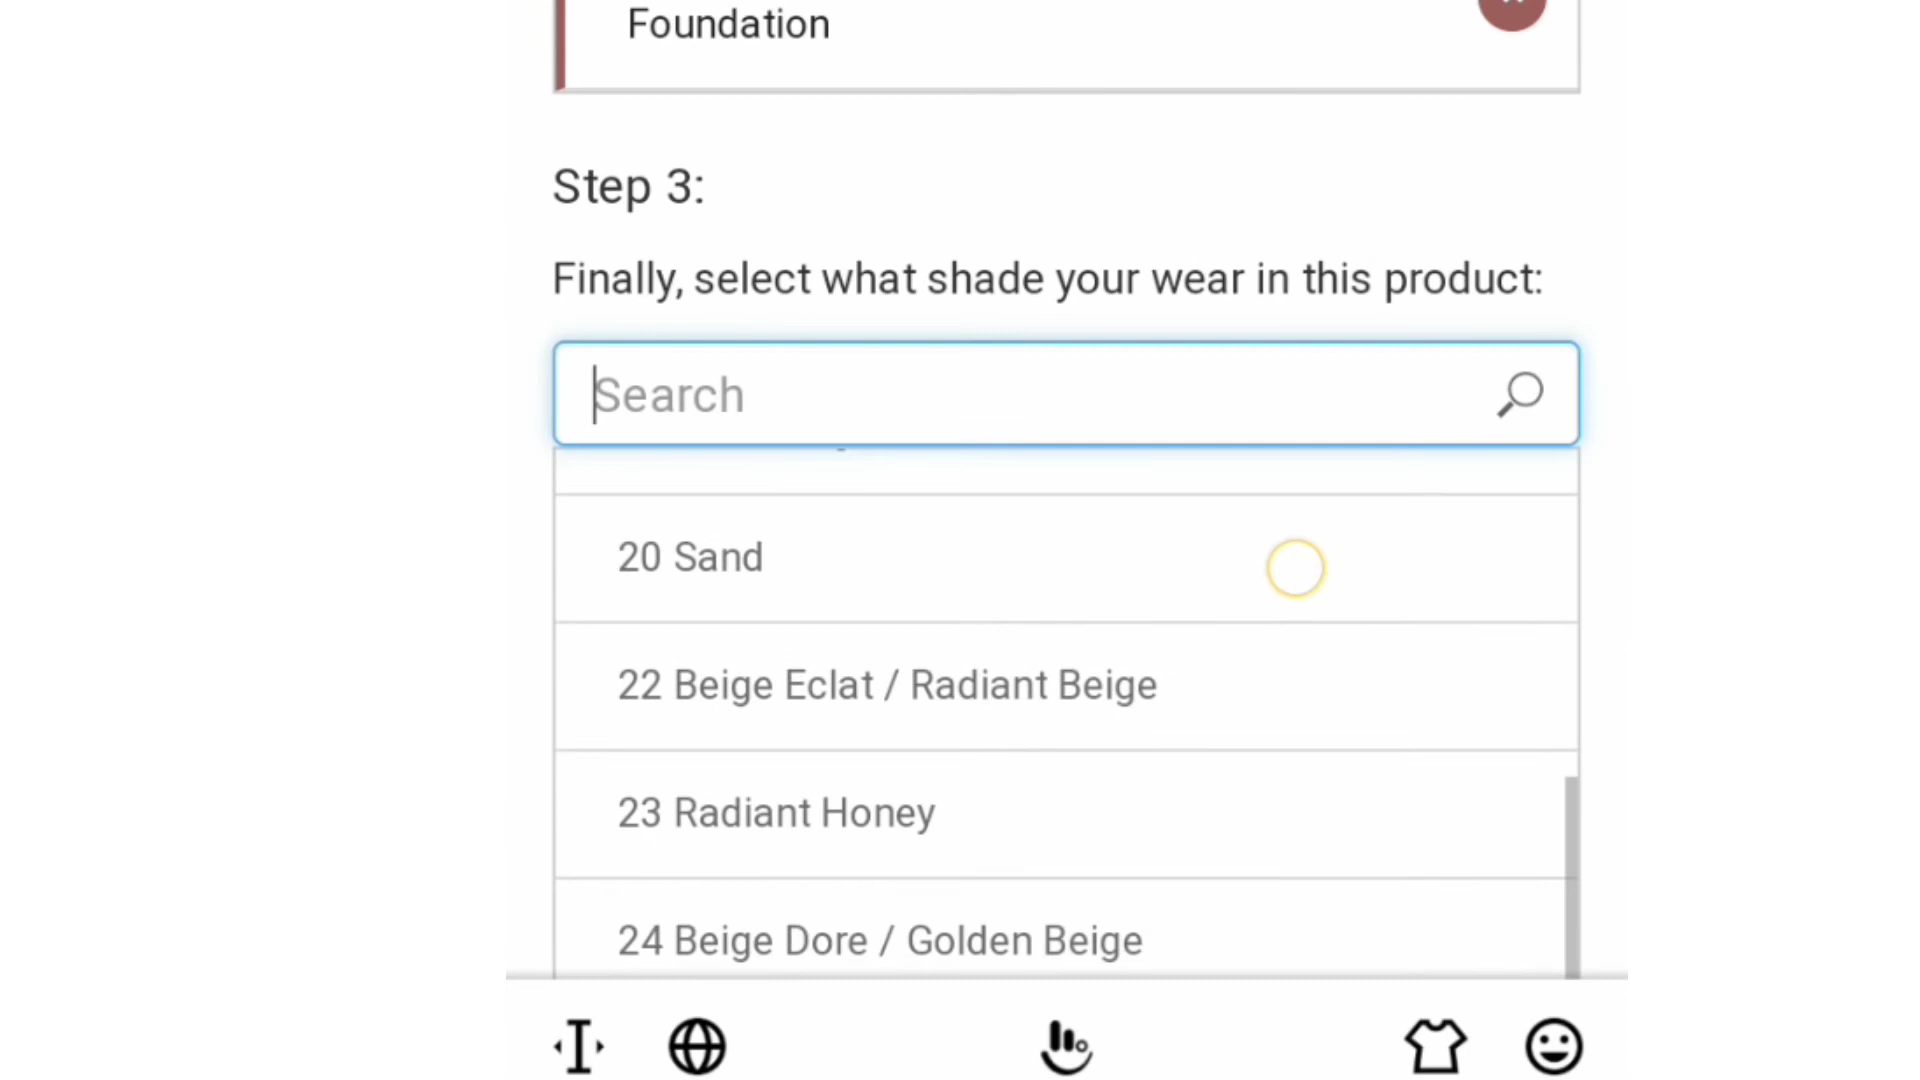 Foundation
Step 3:
Finally, select what shade your wear in this product:
Search
20 Sand
22 Beige Eclat / Radiant Beige
23 Radiant Honey
24 Beige Dore / Golden Beige